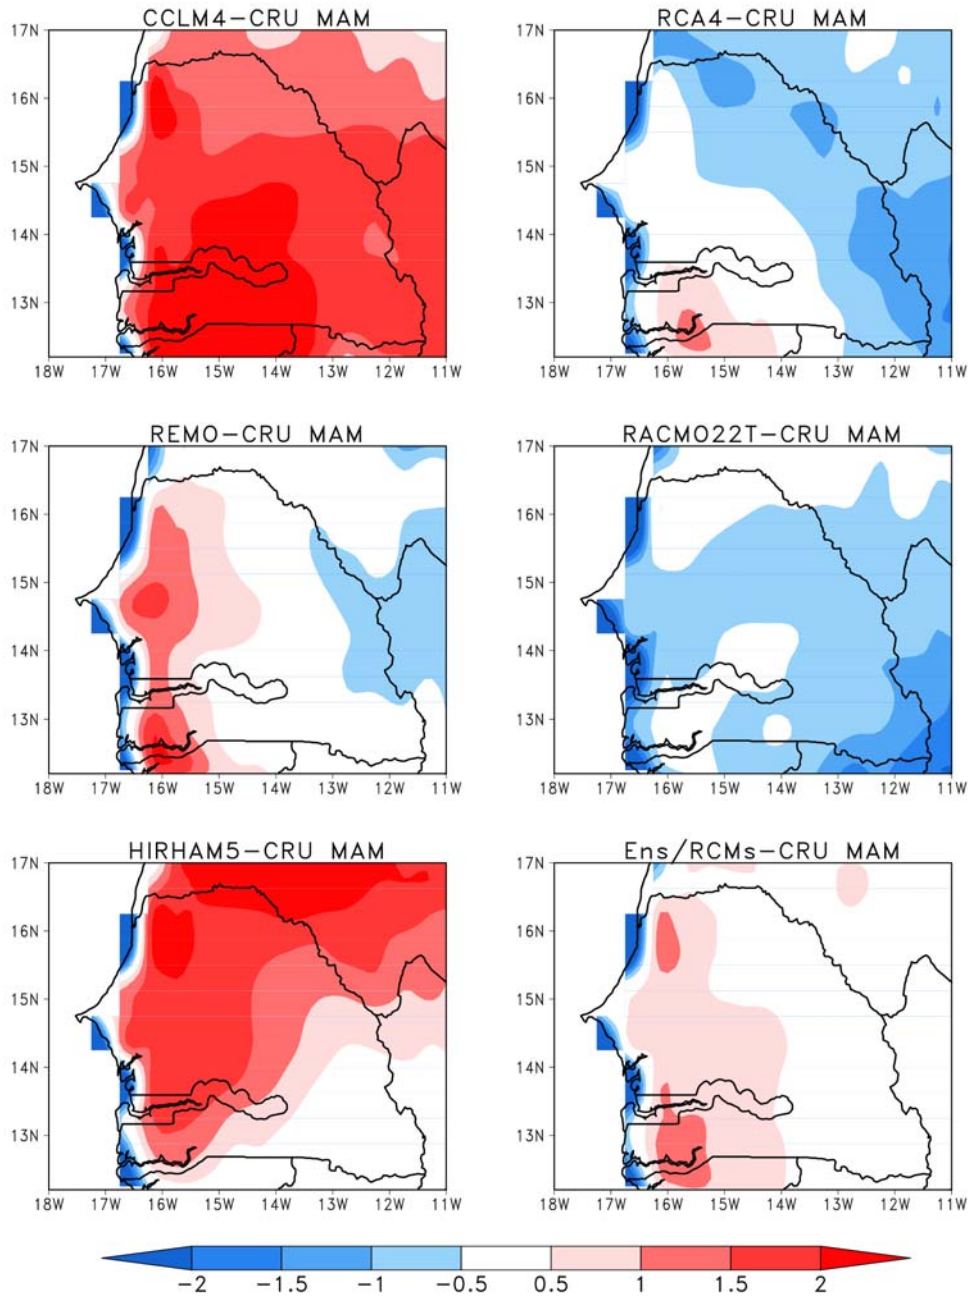 CCLM4-CRU MAM
17N
16N
15N
14N
13N
18W 17W 16W 15W 14W 13W 12W 11W
RCA4-CRU MAM
17N
16N
15N
14N
13N
18W 17W 16W 15W 14W 13W 12W 11W
REMO-CRU MAM
17N
16N
15N
14N
13N
18W 17W 16W 15W 14W 13W 12W 11W
RACMO22T-CRU MAM
17N
16N
15N
14N
13N
18W 17W 16W 15W 14W 13W 12W 11W
HIRHAM5-CRU MAM
17N
16N
15N
14N
13N
18W 17W 16W 15W 14W 13W 12W 11W
Ens/RCMs-CRU MAM
17N
16N
15N
14N
13N
18W 17W 16W 15W 14W 13W 12W 11W
-2 -1.5 -1 -0.5 0.5 1 1.5 2